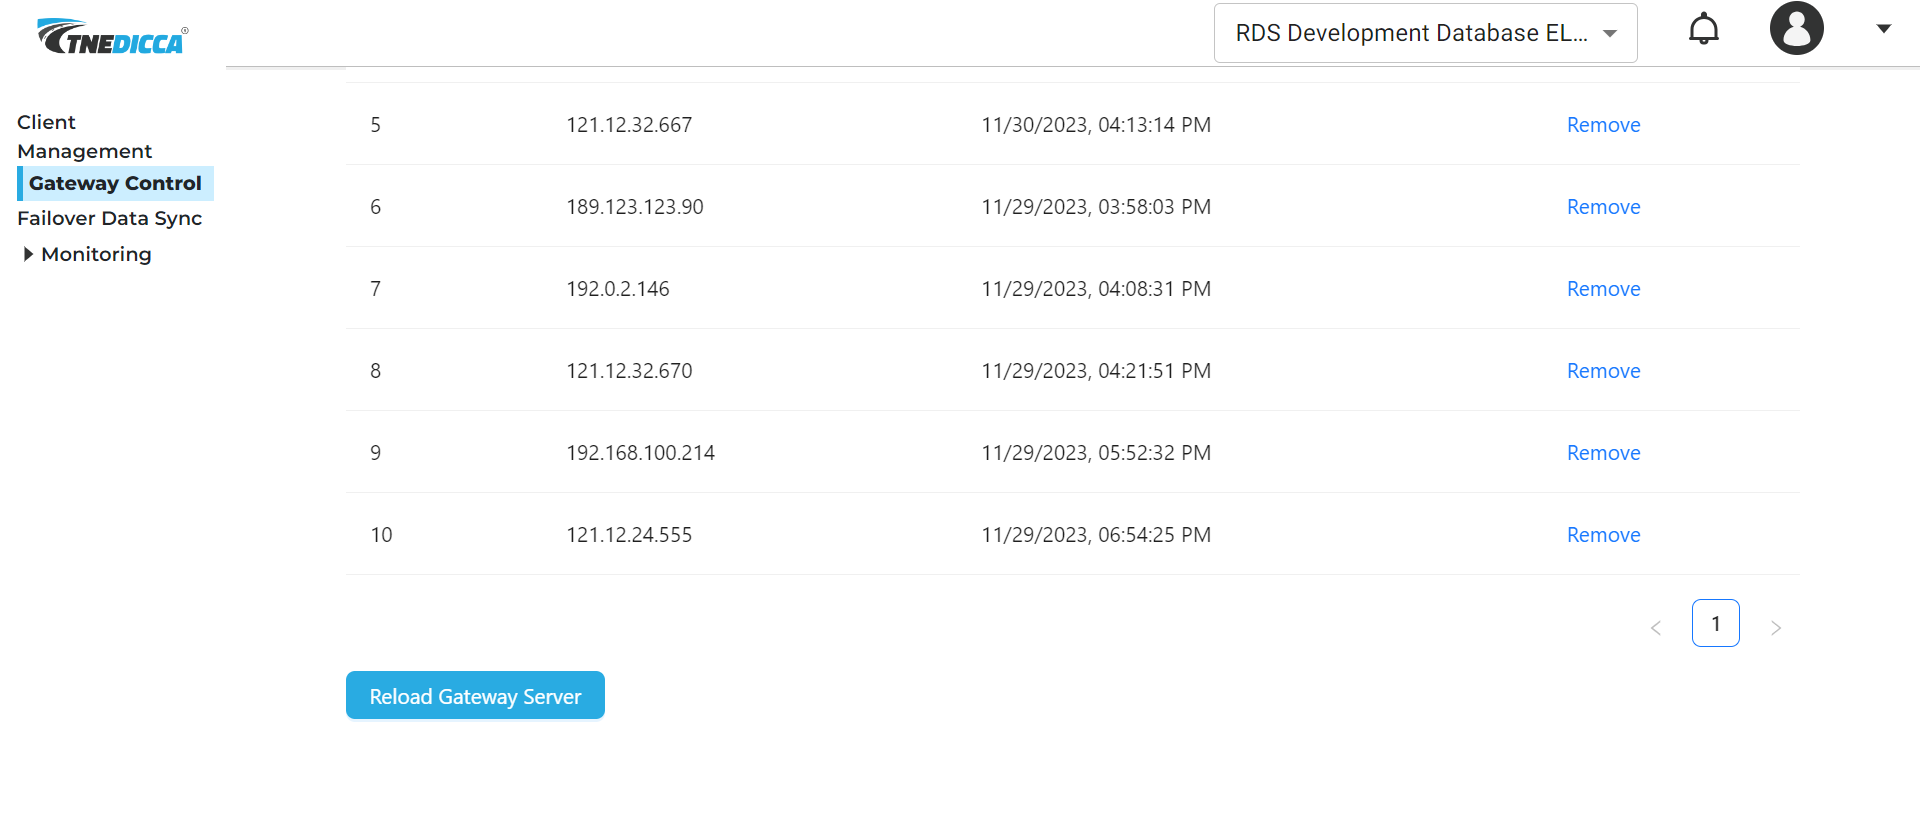 TNEDICCA®
RDS Development Database EL...
Client
Management
Gateway Control
Failover Data Sync
Monitoring
5 121.12.32.667 11/30/2023, 04:13:14 PM Remove
6 189.123.123.90 11/29/2023, 03:58:03 PM Remove
7 192.0.2.146 11/29/2023, 04:08:31 PM Remove
8 121.12.32.670 11/29/2023, 04:21:51 PM Remove
9 192.168.100.214 11/29/2023, 05:52:32 PM Remove
10 121.12.24.555 11/29/2023, 06:54:25 PM Remove
< 1 >
Reload Gateway Server